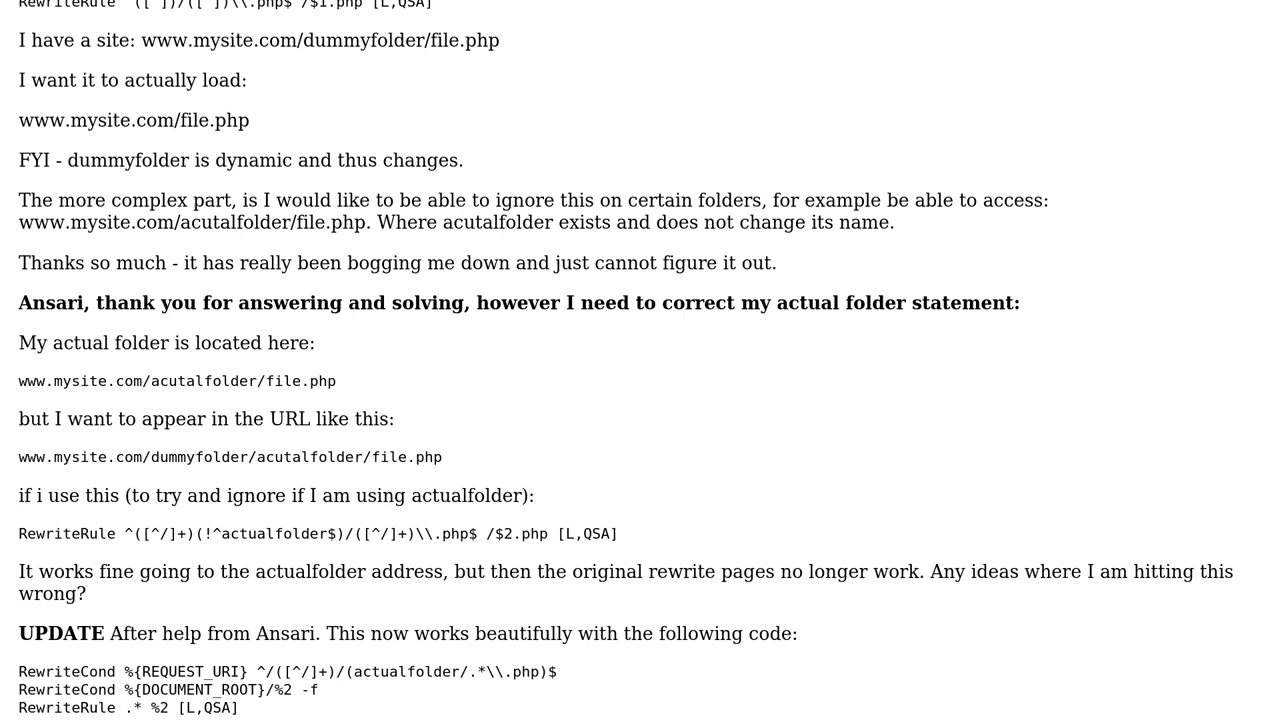 RewriteRule ^([^])/([^])\\.php$ /$1.php [L,QSA]
I have a site: www.mysite.com/dummyfolder/file.php
I want it to actually load:
www.mysite.com/file.php
FYI - dummyfolder is dynamic and thus changes.
The more complex part, is I would like to be able to ignore this on certain folders, for example be able to access:
www.mysite.com/acutalfolder/file.php. Where acutalfolder exists and does not change its name.
Thanks so much - it has really been bogging me down and just cannot figure it out.
Ansari, thank you for answering and solving, however I need to correct my actual folder statement:
My actual folder is located here:
www.mysite.com/acutalfolder/file.php
but I want to appear in the URL like this:
www.mysite.com/dummyfolder/acutalfolder/file.php
if i use this (to try and ignore if I am using actualfolder):
RewriteRule ^([^/]+)(!^actualfolder$)/([^/]+)\\.php$ /$2.php [L,QSA]
It works fine going to the actualfolder address, but then the original rewrite pages no longer work. Any ideas where I am hitting this
wrong?
UPDATE After help from Ansari. This now works beautifully with the following code:
RewriteCond %{REQUEST_URI} ^/([^/]+)/(actualfolder/.*\\.php)$
RewriteCond %{DOCUMENT_ROOT}/%2 -f
RewriteRule .* %2 [L,QSA]